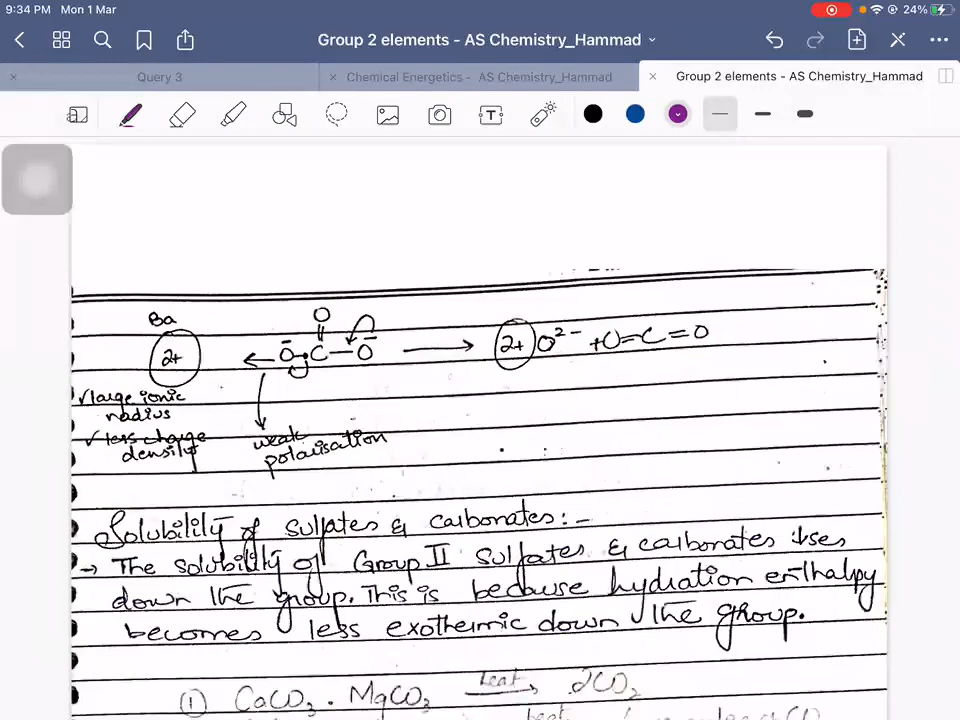 9:34 PM Mon 1 Mar
24%
Group 2 elements - AS Chemistry_Hammad
Query 3
Chemical Energetics - AS Chemistry_Hammad
Group 2 elements - AS Chemistry_Hammad
Ba
O
2+ O C O 2+ O2- + O=C=O
large ionic
radius
less charge
density
weak
polarisation
Solubility of sulfates & carbonates:-
→ The solubility of Group II sulfates & carbonates
down the group. This is because hydration enthalpy
becomes less exothermic down the group.
① CaCO3 . MgCO3 heat → 2CO2
heat